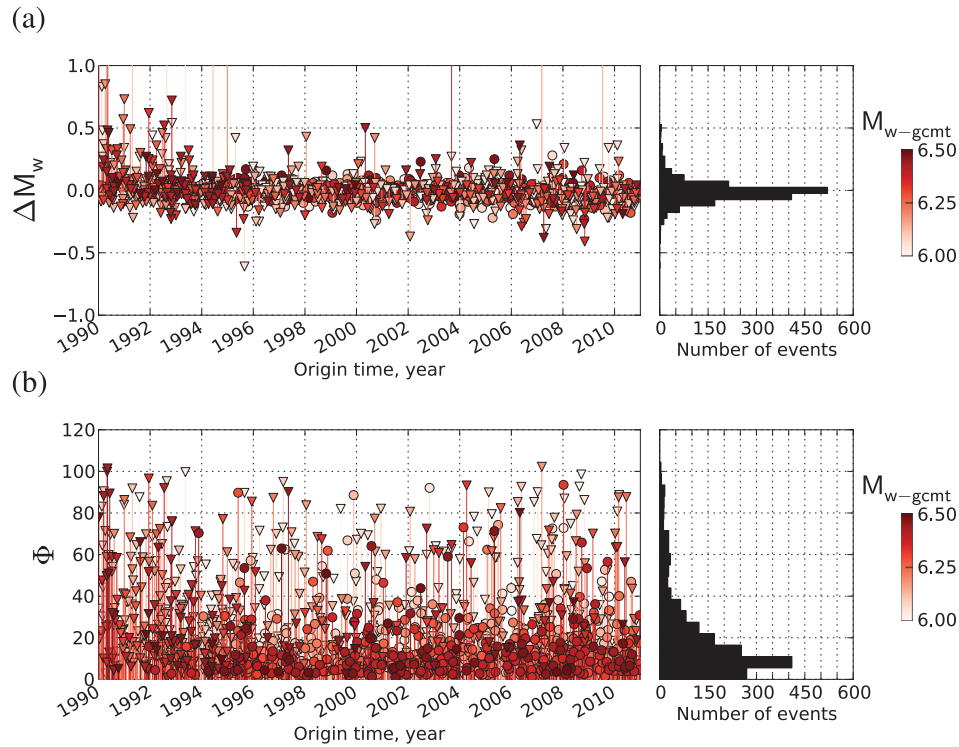 (a)
ΔM_w
1.0
0.5
0.0
−0.5
−1.0
1990 1992 1994 1996 1998 2000 2002 2004 2006 2008 2010
Origin time, year
0 150 300 450 600
Number of events
M_w−gcmt
6.50
6.25
6.00
(b)
Φ
120
100
80
60
40
20
0
1990 1992 1994 1996 1998 2000 2002 2004 2006 2008 2010
Origin time, year
0 150 300 450 600
Number of events
M_w−gcmt
6.50
6.25
6.00